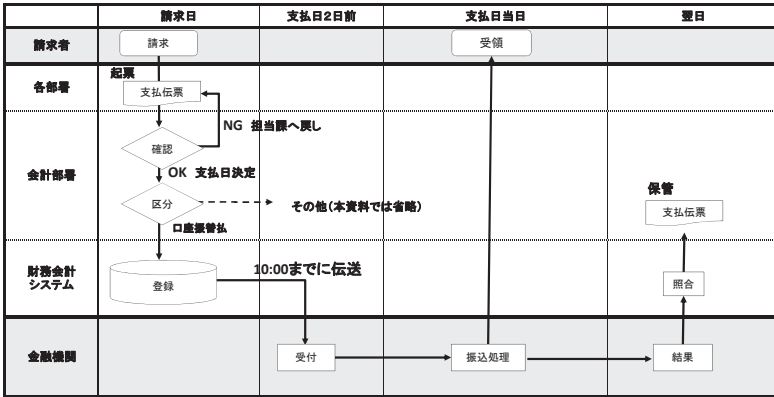 請求日
支払日2日前
支払日当日
翌日
請求者
請求
受領
各部署
起票
支払伝票
NG 担当課へ戻し
会計部署
確認
OK 支払日決定
区分
その他(本資料では省略)
口座振替払
保管
支払伝票
財務会計
システム
登録
10:00までに伝送
照合
金融機関
受付
振込処理
結果